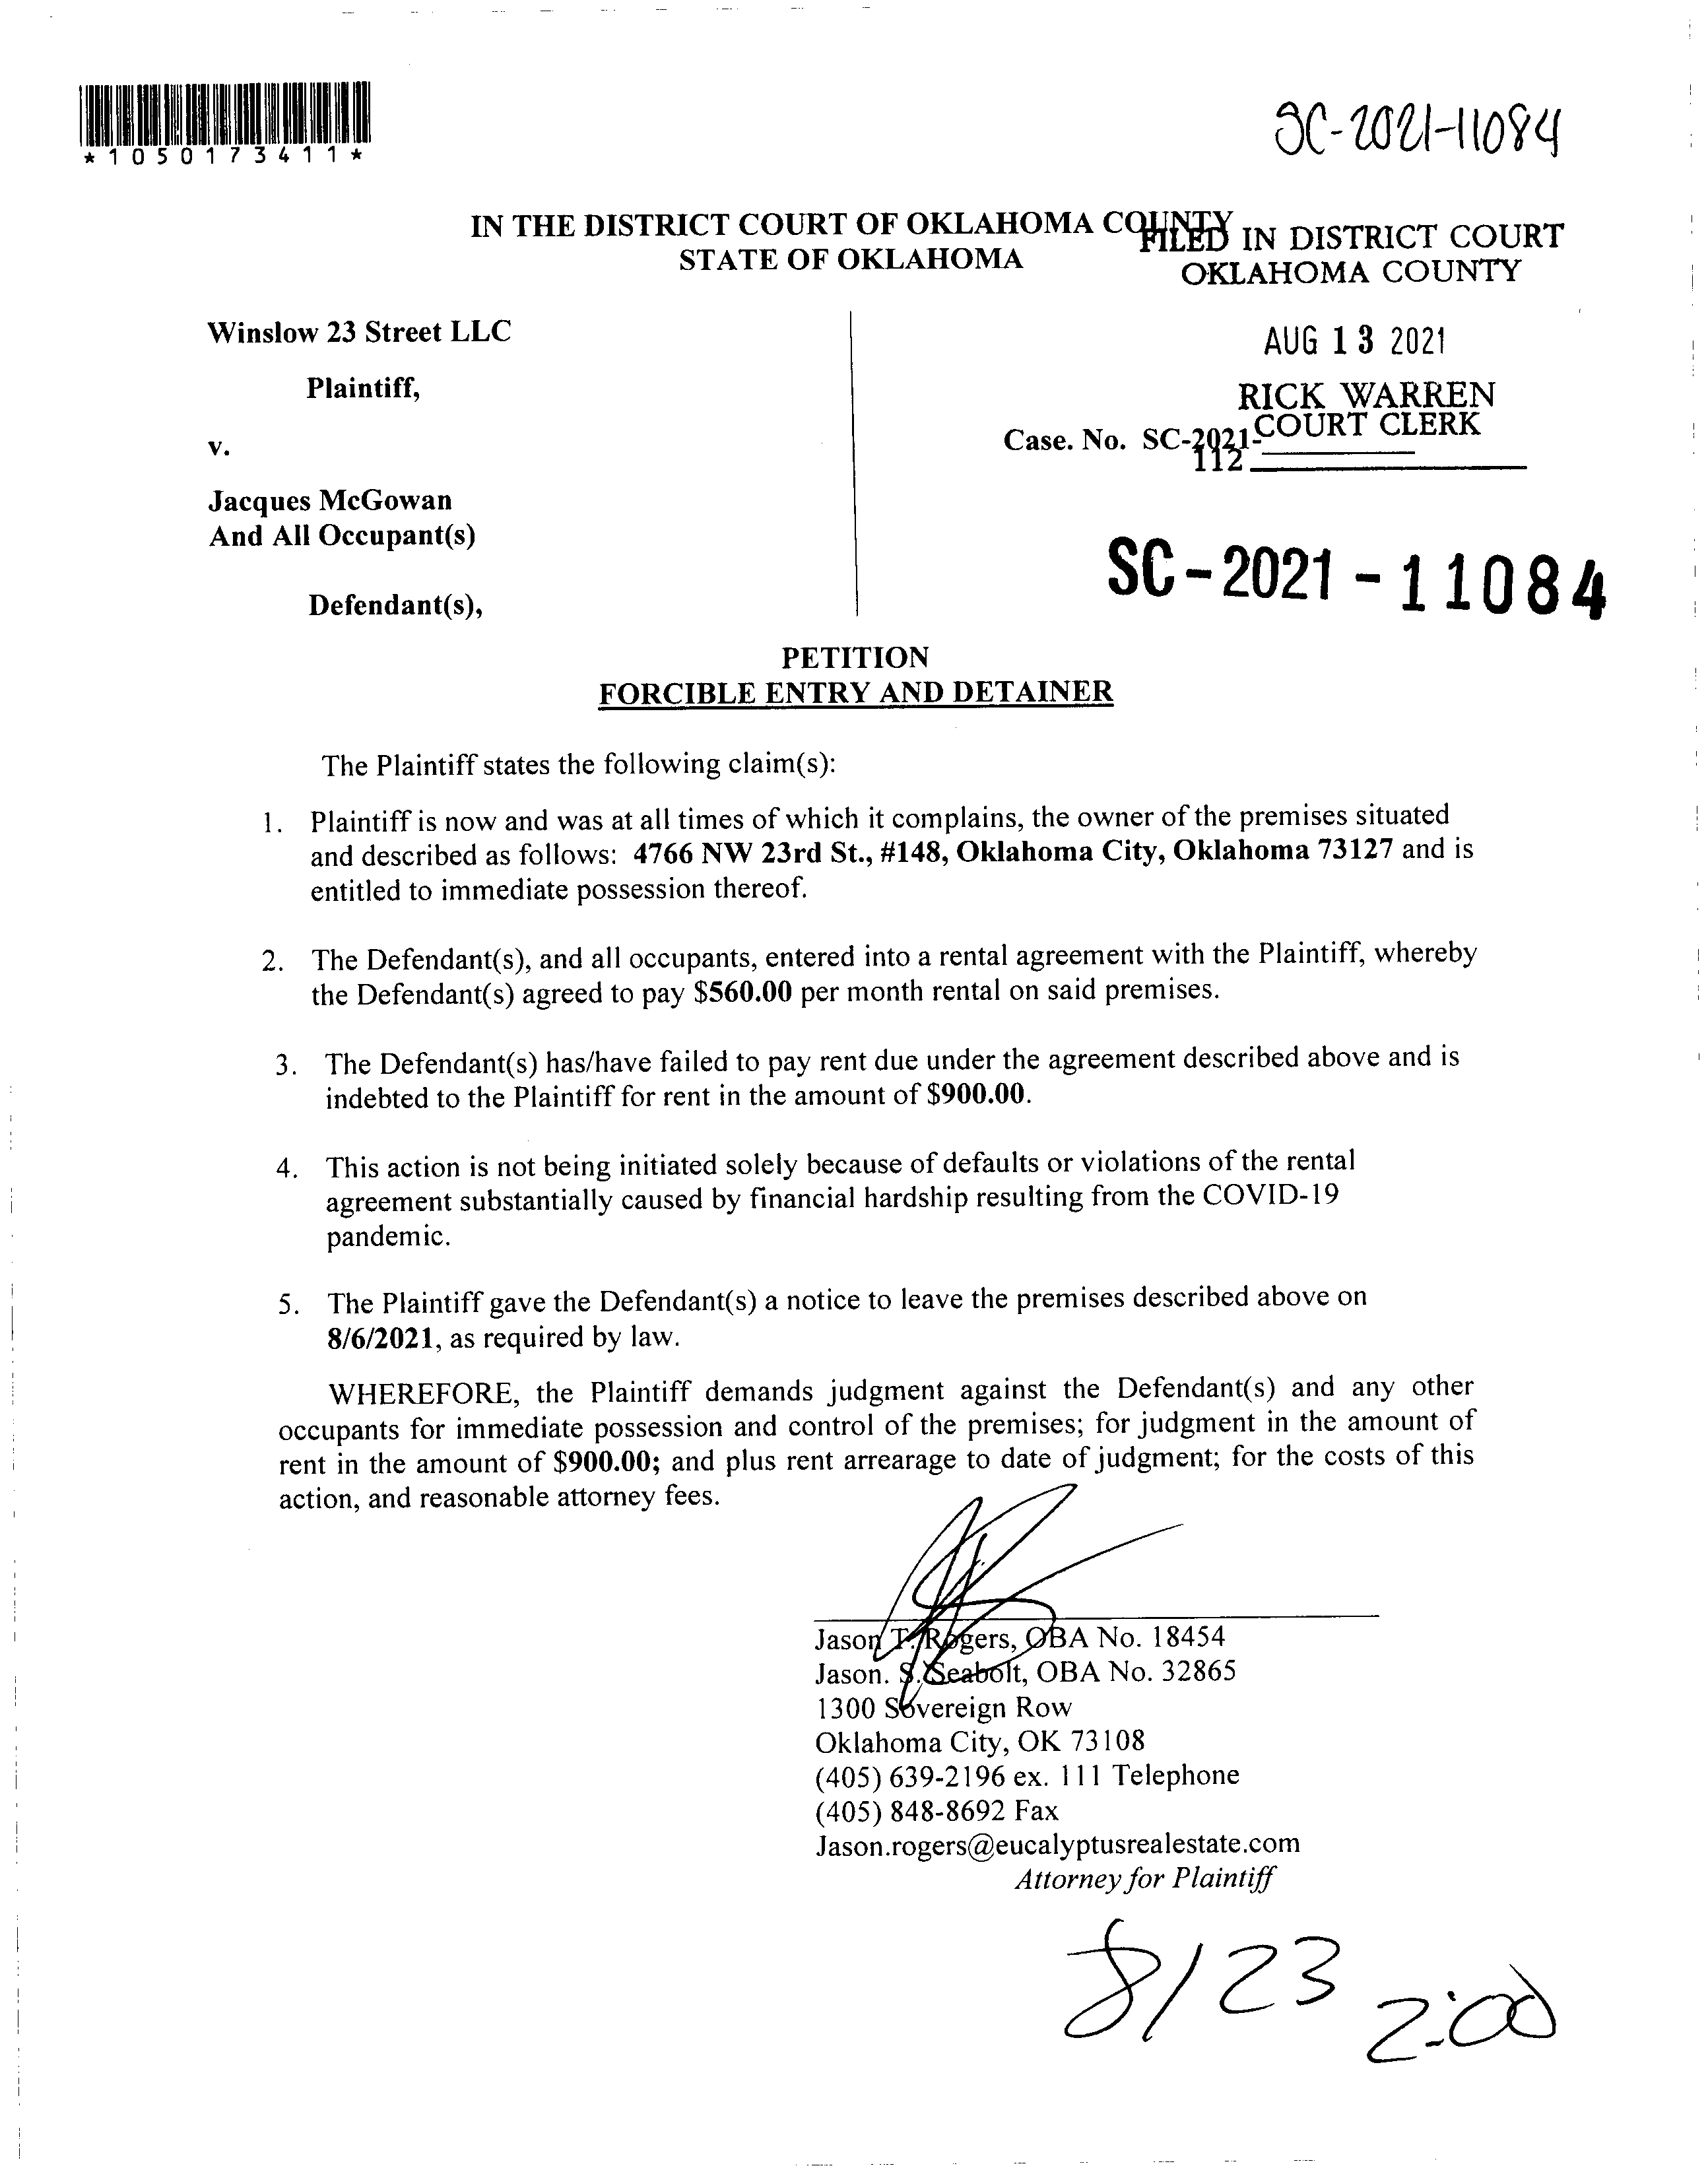 *1050173411*
SC-2021-11084
IN THE DISTRICT COURT OF OKLAHOMA COUNTY
STATE OF OKLAHOMA
FILED IN DISTRICT COURT
OKLAHOMA COUNTY
AUG 13 2021
RICK WARREN
COURT CLERK
112
Winslow 23 Street LLC
Plaintiff,
v.
Case. No. SC-2021-
Jacques McGowan
And All Occupant(s)
Defendant(s),
SC-2021-11084
PETITION
FORCIBLE ENTRY AND DETAINER
The Plaintiff states the following claim(s):
1. Plaintiff is now and was at all times of which it complains, the owner of the premises situated
and described as follows: 4766 NW 23rd St., #148, Oklahoma City, Oklahoma 73127 and is
entitled to immediate possession thereof.
2. The Defendant(s), and all occupants, entered into a rental agreement with the Plaintiff, whereby
the Defendant(s) agreed to pay $560.00 per month rental on said premises.
3. The Defendant(s) has/have failed to pay rent due under the agreement described above and is
indebted to the Plaintiff for rent in the amount of $900.00.
4. This action is not being initiated solely because of defaults or violations of the rental
agreement substantially caused by financial hardship resulting from the COVID-19
pandemic.
5. The Plaintiff gave the Defendant(s) a notice to leave the premises described above on
8/6/2021, as required by law.
WHEREFORE, the Plaintiff demands judgment against the Defendant(s) and any other
occupants for immediate possession and control of the premises; for judgment in the amount of
rent in the amount of $900.00; and plus rent arrearage to date of judgment; for the costs of this
action, and reasonable attorney fees.
Jason T. Rogers, OBA No. 18454
Jason. S. Seabolt, OBA No. 32865
1300 Sovereign Row
Oklahoma City, OK 73108
(405) 639-2196 ex. 111 Telephone
(405) 848-8692 Fax
Jason.rogers@eucalyptusrealestate.com
Attorney for Plaintiff
8/23 2:00